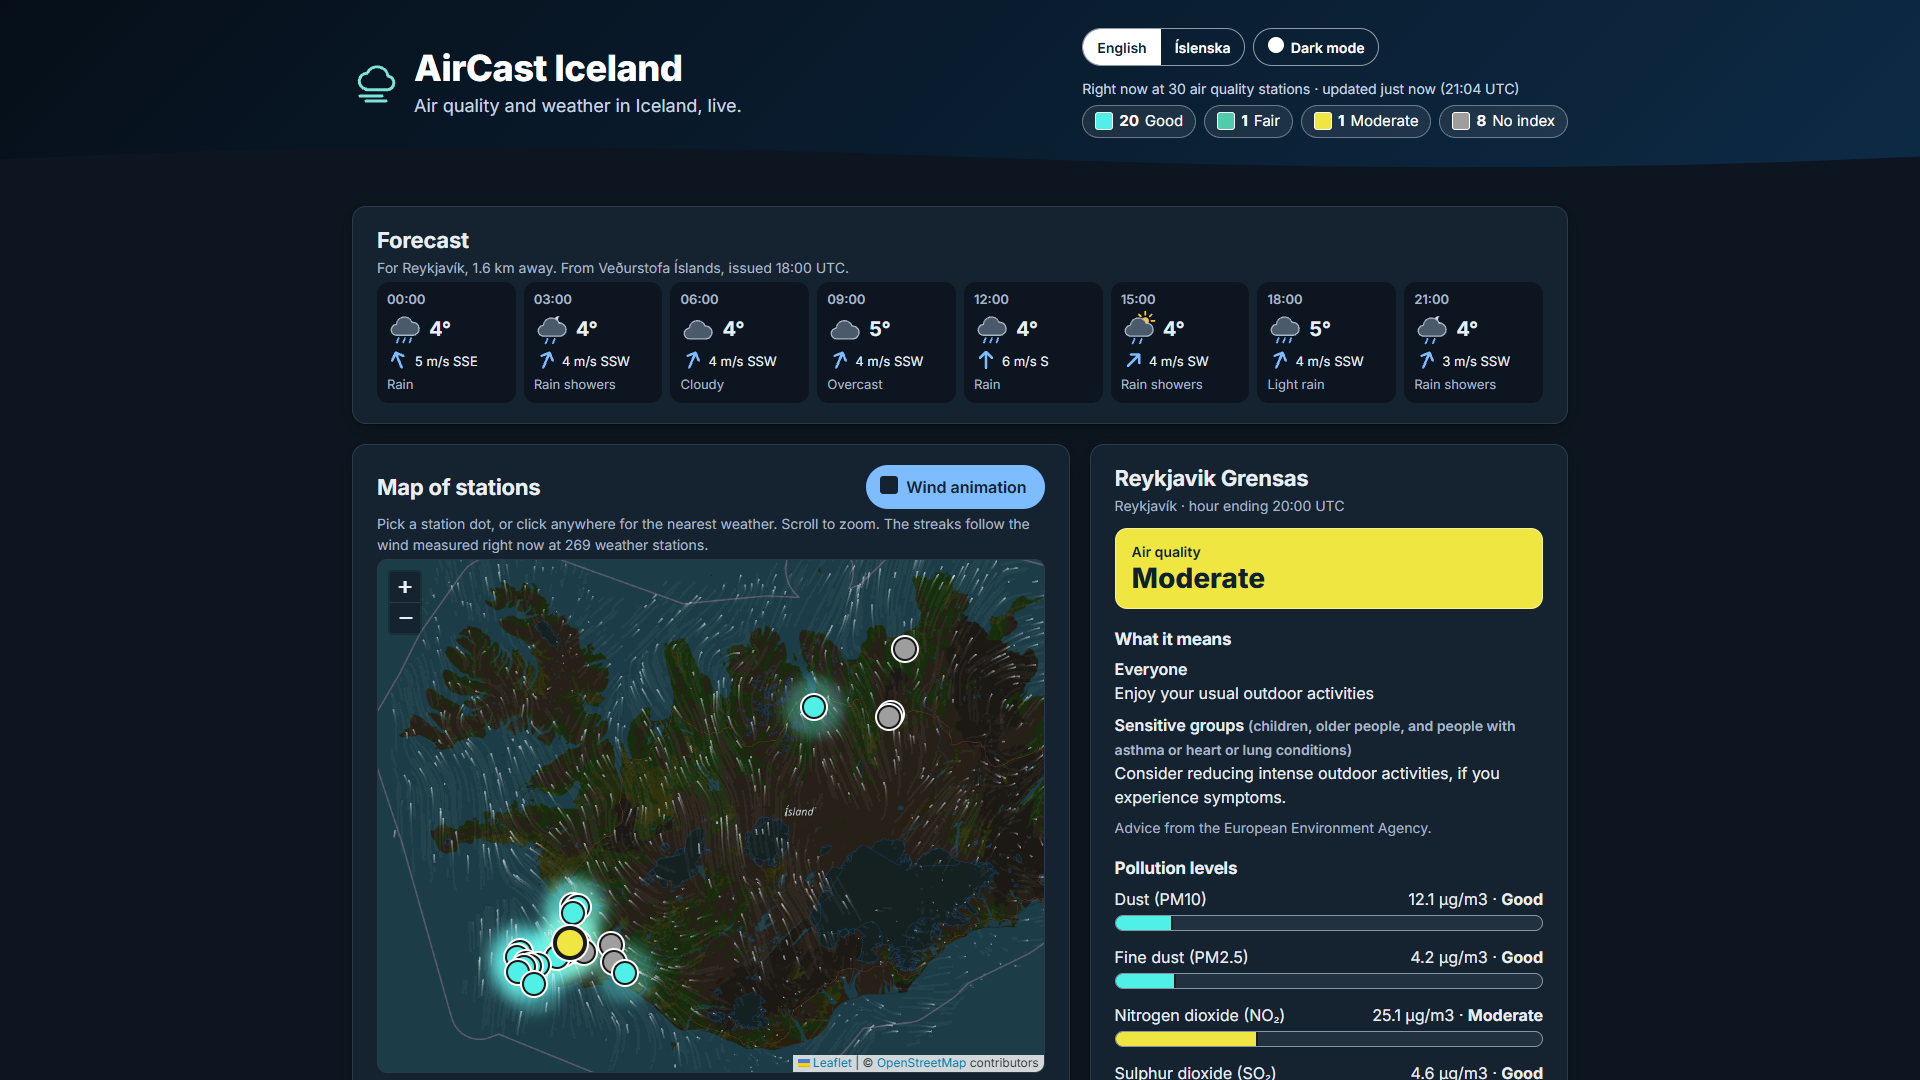 AirCast Iceland
Air quality and weather in Iceland, live.
English
Íslenska
Dark mode
Right now at 30 air quality stations · updated just now (21:04 UTC)
20 Good
1 Fair
1 Moderate
8 No index
Forecast
For Reykjavík, 1.6 km away. From Veðurstofa Íslands, issued 18:00 UTC.
00:00
4°
5 m/s SSE
Rain
03:00
4°
4 m/s SSW
Rain showers
06:00
4°
4 m/s SSW
Cloudy
09:00
5°
4 m/s SSW
Overcast
12:00
4°
6 m/s S
Rain
15:00
4°
4 m/s SW
Rain showers
18:00
5°
4 m/s SSW
Light rain
21:00
4°
3 m/s SSW
Rain showers
Map of stations
Wind animation
Pick a station dot, or click anywhere for the nearest weather. Scroll to zoom. The streaks follow the
wind measured right now at 269 weather stations.
+
−
Ísland
Leaflet | © OpenStreetMap contributors
Reykjavik Grensas
Reykjavík · hour ending 20:00 UTC
Air quality
Moderate
What it means
Everyone
Enjoy your usual outdoor activities
Sensitive groups (children, older people, and people with
asthma or heart or lung conditions)
Consider reducing intense outdoor activities, if you
experience symptoms.
Advice from the European Environment Agency.
Pollution levels
Dust (PM10) 12.1 µg/m3 · Good
Fine dust (PM2.5) 4.2 µg/m3 · Good
Nitrogen dioxide (NO₂) 25.1 µg/m3 · Moderate
Sulphur dioxide (SO₂) 4.6 µg/m3 · Good